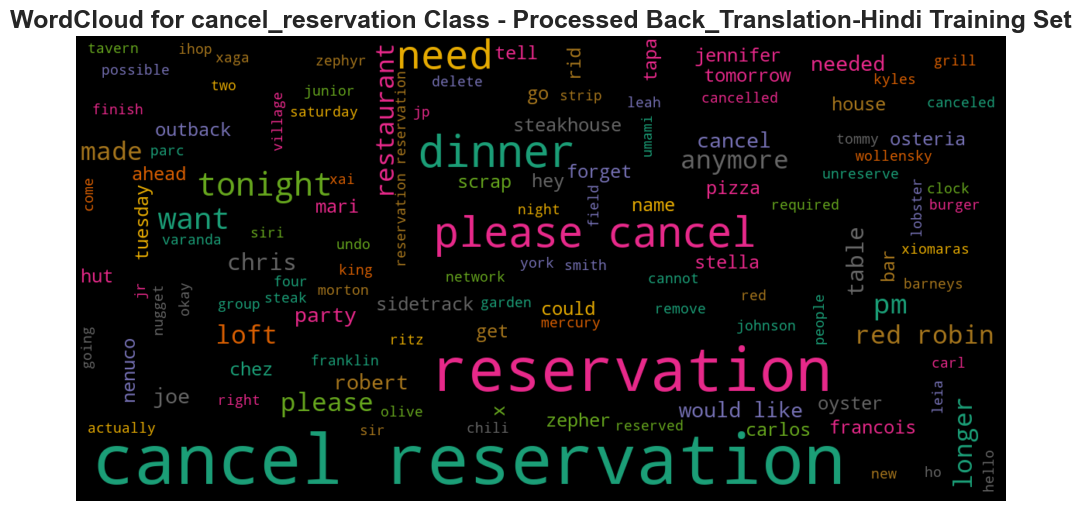 WordCloud for cancel_reservation Class - Processed Back_Translation-Hindi Training Set
tavern
ihop
xaga
possible
two
zephyr
junior
saturday
finish
village
outback
restaurant
need
tell
rid
tapa
jennifer
tomorrow
needed
grill
kyles
delete
jp
go
strip
leah
cancelled
house
canceled
reservation reservation
steakhouse
umami
cancel
tommy
osteria
made
parc
ahead
xai
dinner
anymore
wollensky
unreserve
come
tonight
scrap
hey
forget
pizza
clock
lobster
burger
tuesday
want
mari
night
field
name
required
varanda
siri
undo
please cancel
xiomaras
chris
king
york
smith
stella
table
bar
barneys
hut
jr
nugget
okay
four
steak
morton
network
cannot
group
sidetrack
garden
could
remove
red
people
pm
party
mercury
johnson
going
loft
ritz
get
red robin
nenuco
chez
franklin
reservation
carl
joe
right
robert
please
olive
x
would like
oyster
leia
longer
actually
sir
chili
zepher
reserved
carlos
francois
cancel reservation
new
ho
hello